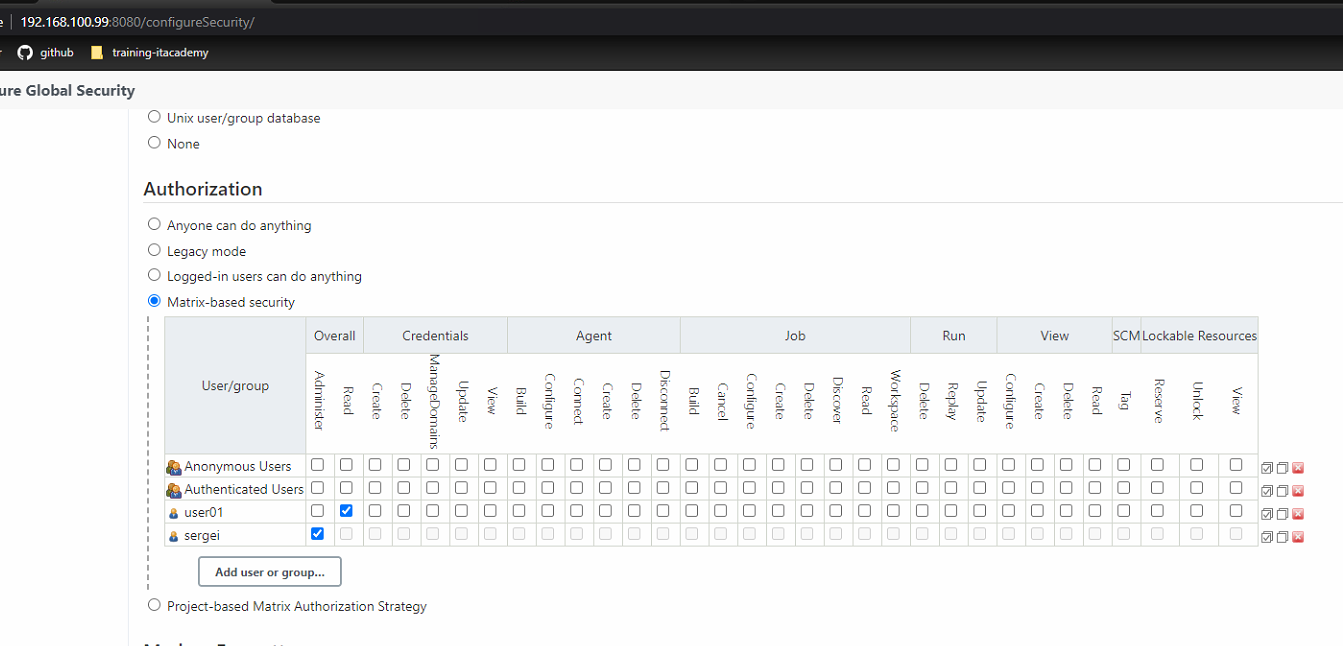 192.168.100.99:8080/configureSecurity/
github training-itacademy
ure Global Security
Unix user/group database
None
Authorization
Anyone can do anything
Legacy mode
Logged-in users can do anything
Matrix-based security
User/group Overall Credentials Agent Job Run View SCM Lockable Resources
Administer Read Create Delete ManageDomains Update View Build Configure Connect Create Delete Disconnect Build Cancel Configure Create Delete Discover Read Workspace Delete Replay Update Configure Create Delete Read Tag Reserve Unlock View
Anonymous Users
Authenticated Users
user01
sergei
Add user or group...
Project-based Matrix Authorization Strategy